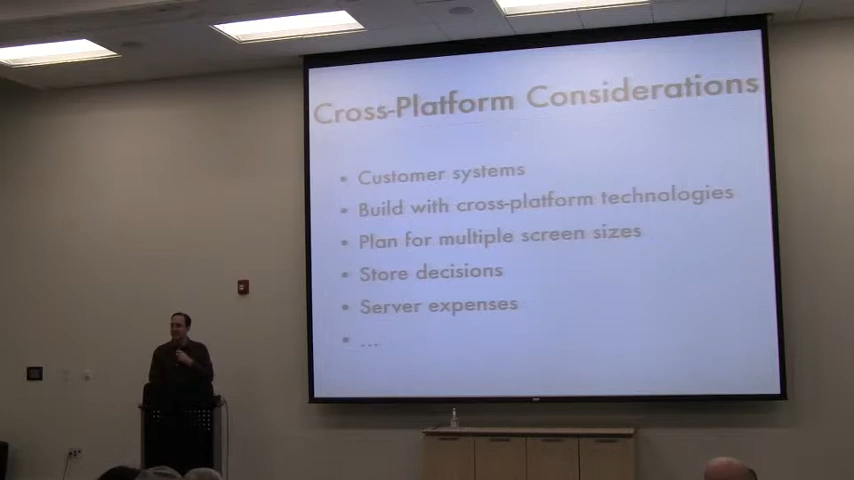 Cross-Platform Considerations
• Customer systems
• Build with cross-platform technologies
• Plan for multiple screen sizes
• Store decisions
• Server expenses
• ...